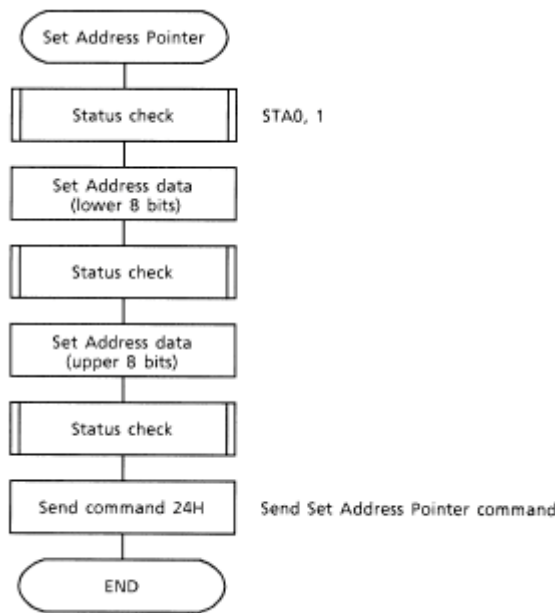 Set Address Pointer
Status check
STA0, 1
Set Address data
(lower 8 bits)
Status check
Set Address data
(upper 8 bits)
Status check
Send command 24H
Send Set Address Pointer command
END